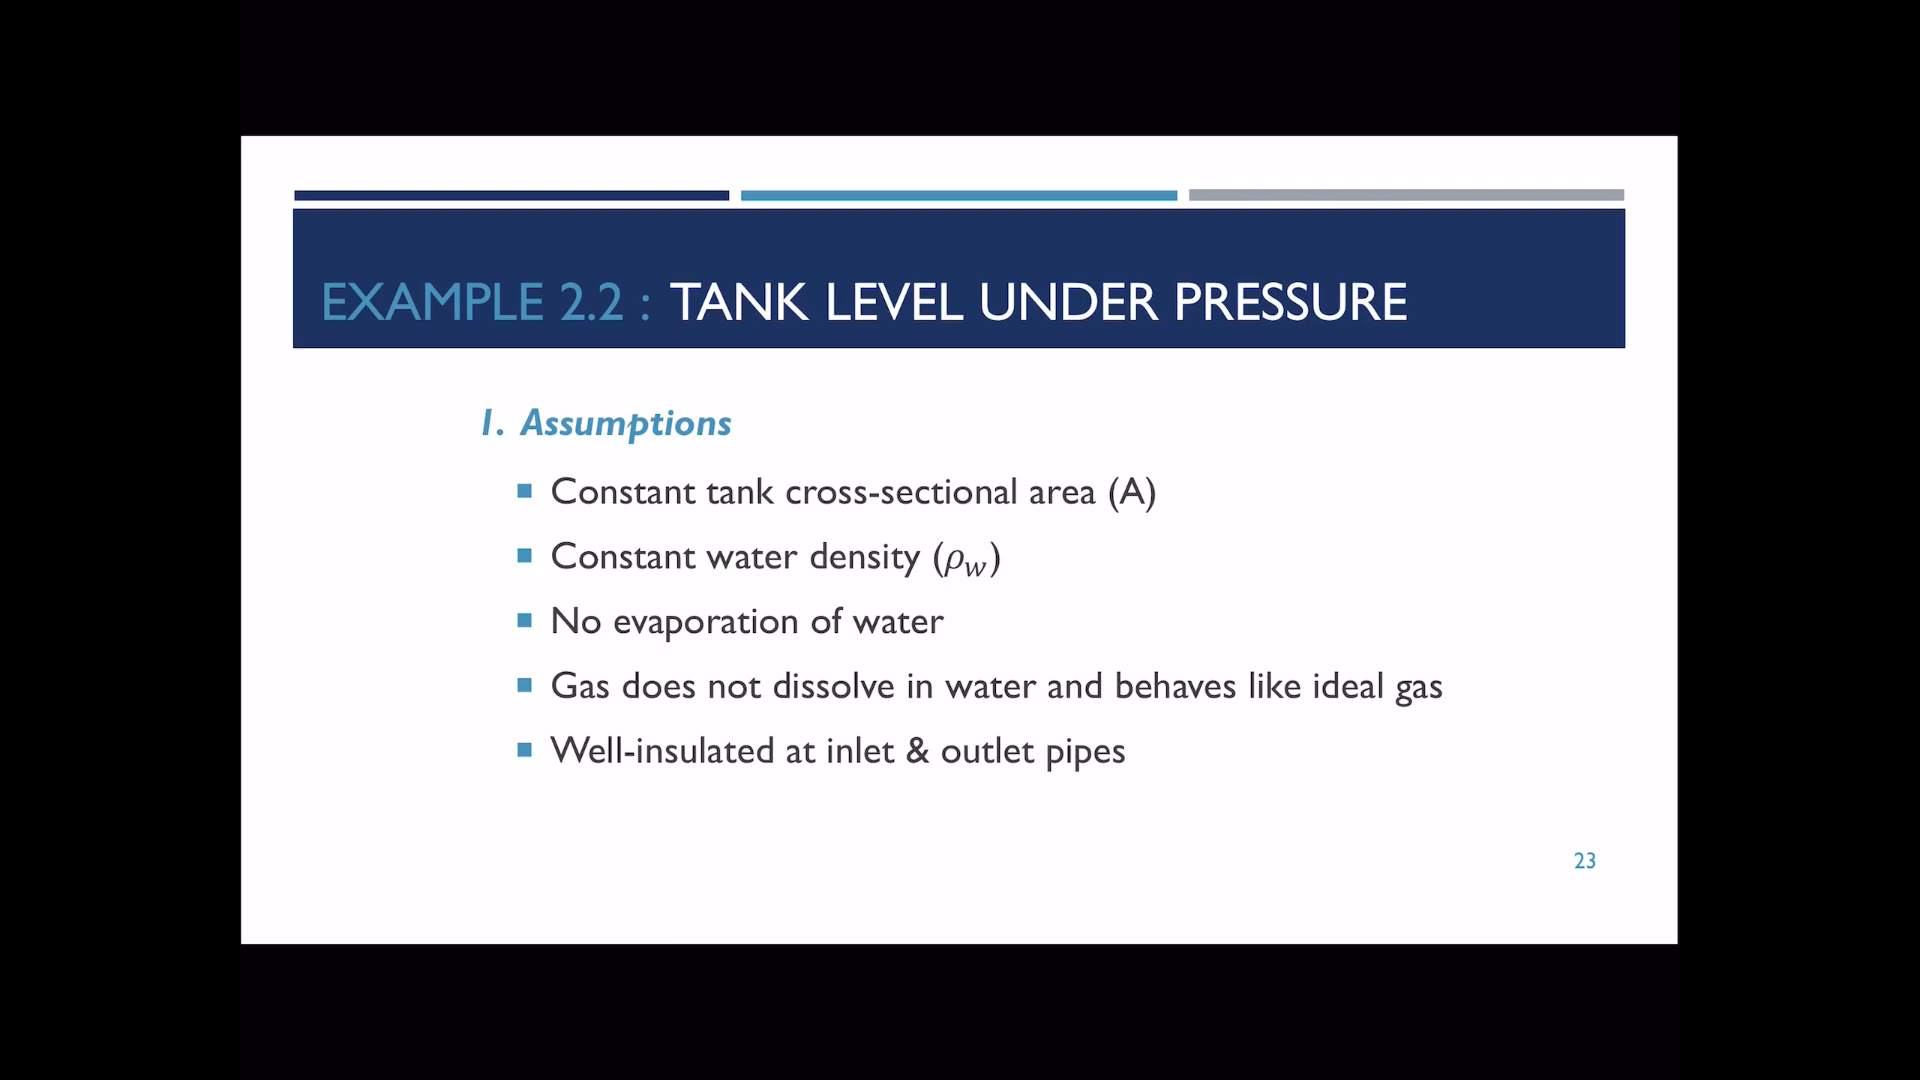 EXAMPLE 2.2 : TANK LEVEL UNDER PRESSURE
1. Assumptions
▪ Constant tank cross-sectional area (A)
▪ Constant water density (ρ_w)
▪ No evaporation of water
▪ Gas does not dissolve in water and behaves like ideal gas
▪ Well-insulated at inlet & outlet pipes
23